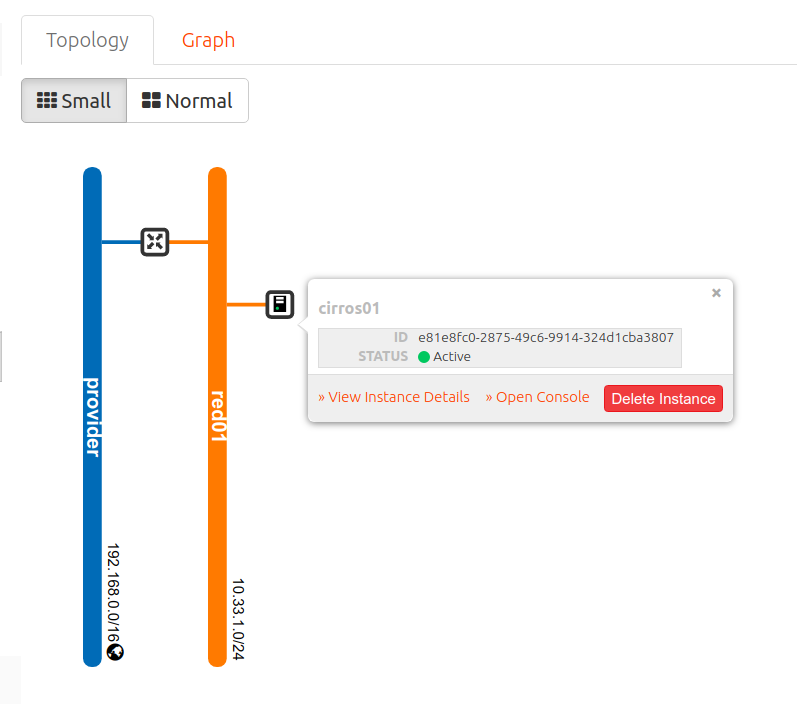 Topology
Graph
Small
Normal
provider
192.168.0.0/16
red01
10.33.1.0/24
cirros01
ID e81e8fc0-2875-49c6-9914-324d1cba3807
STATUS Active
» View Instance Details » Open Console Delete Instance